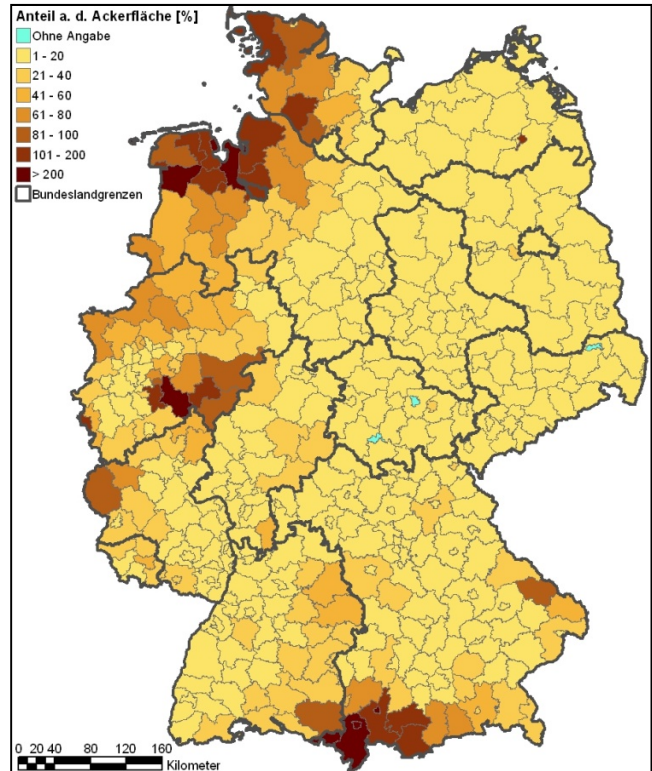 Anteil a. d. Ackerfläche [%]
Ohne Angabe
1 - 20
21 - 40
41 - 60
61 - 80
81 - 100
101 - 200
> 200
Bundeslandgrenzen
0 20 40 80 120 160
Kilometer